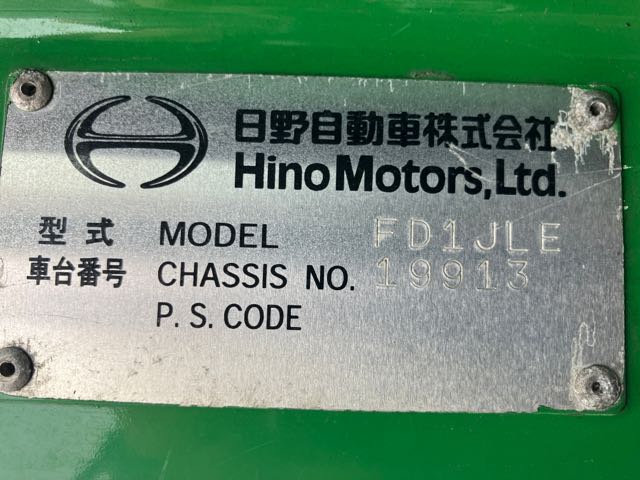 日野自動車株式会社
Hino Motors, Ltd.
型式 MODEL FD1JLE
車台番号 CHASSIS NO. 19913
P. S. CODE